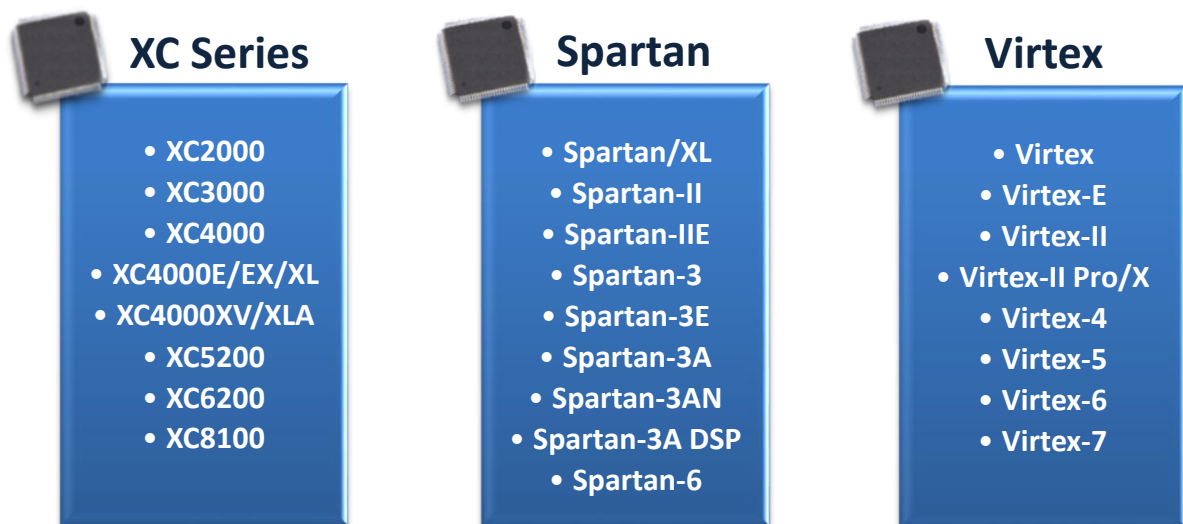 XC Series
• XC2000
• XC3000
• XC4000
• XC4000E/EX/XL
• XC4000XV/XLA
• XC5200
• XC6200
• XC8100
Spartan
• Spartan/XL
• Spartan-II
• Spartan-IIE
• Spartan-3
• Spartan-3E
• Spartan-3A
• Spartan-3AN
• Spartan-3A DSP
• Spartan-6
Virtex
• Virtex
• Virtex-E
• Virtex-II
• Virtex-II Pro/X
• Virtex-4
• Virtex-5
• Virtex-6
• Virtex-7